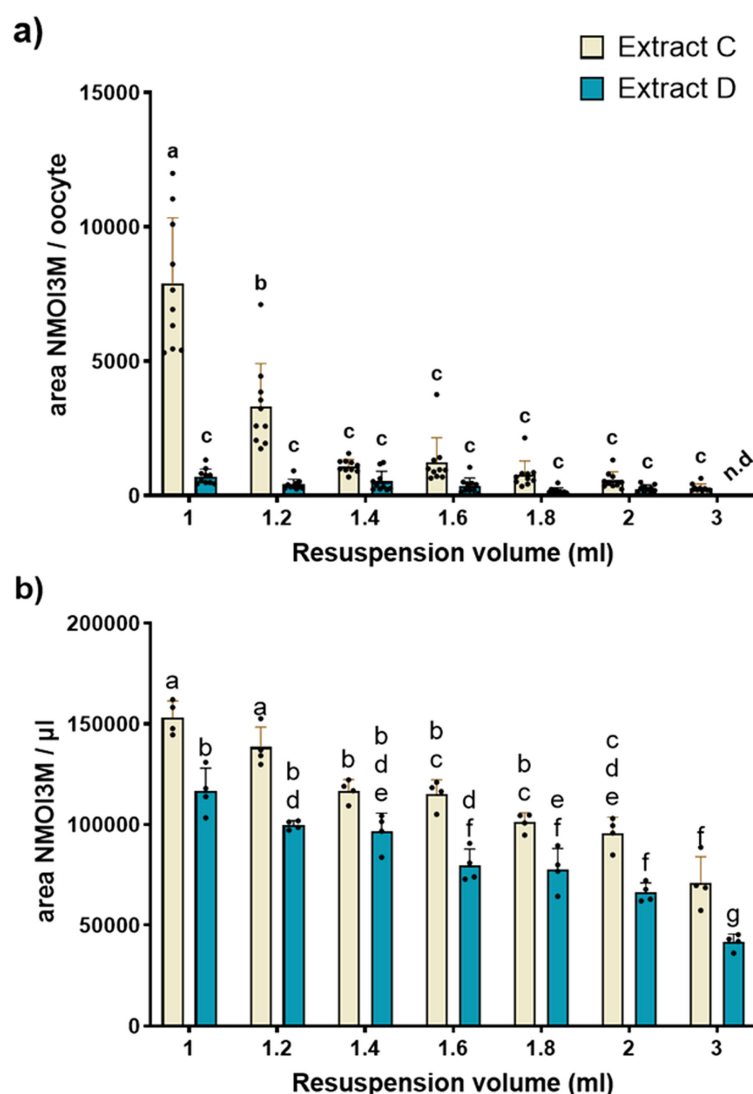 a)
Extract C
Extract D
area NMOI3M / oocyte
15000
10000
5000
0
a
c
b
c
c
c
c
c
c
c
c
c
c
n.d.
1
1.2
1.4
1.6
1.8
2
3
Resuspension volume (ml)
b)
area NMOI3M / µl
200000
150000
100000
50000
0
a
b
a
b
d
b
b
d
e
b
c
d
f
b
c
e
f
c
d
e
f
f
g
1
1.2
1.4
1.6
1.8
2
3
Resuspension volume (ml)